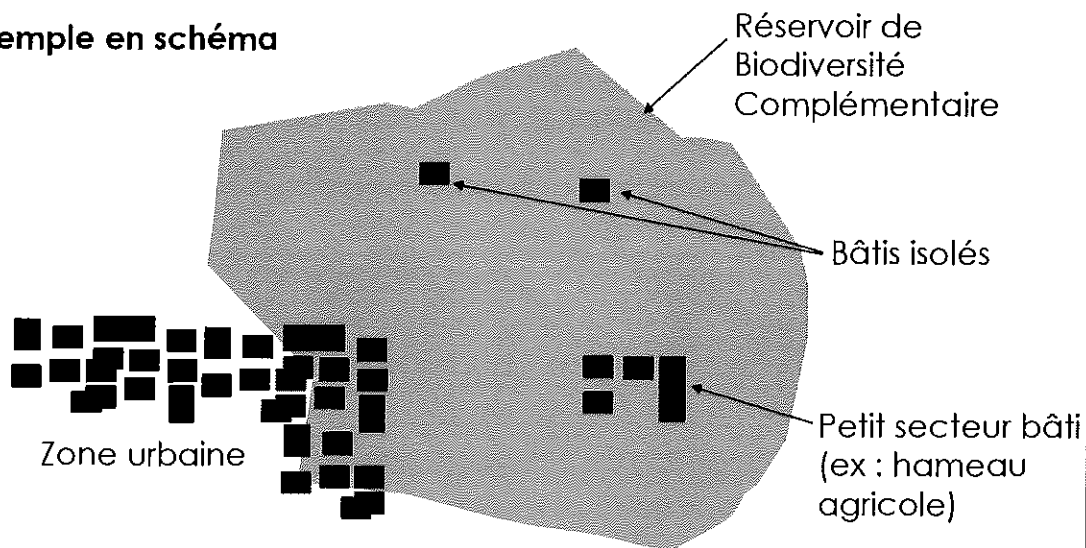 emple en schéma
Réservoir de
Biodiversité
Complémentaire
Bâtis isolés
Zone urbaine
Petit secteur bâti
(ex : hameau
agricole)